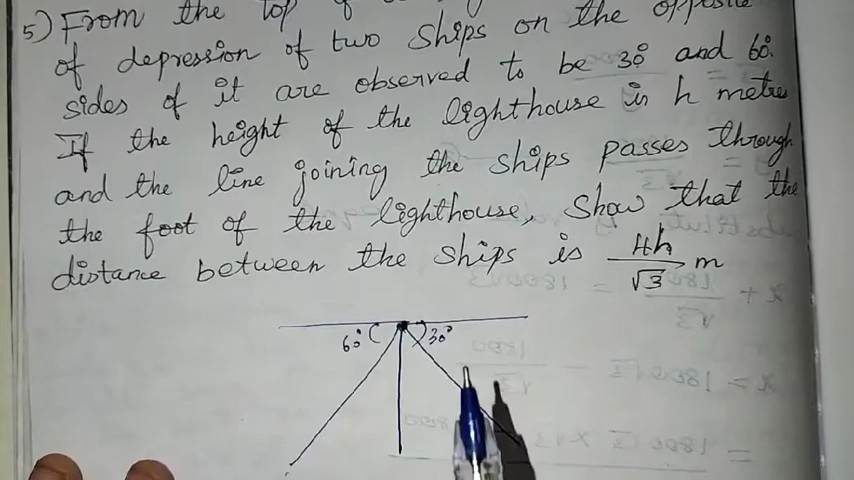 5) From the top of
of depression of two ships on the opposite
sides of it are observed to be 30° and 60°.
If the height of the lighthouse is h metre
and the line joining the ships passes through
the foot of the lighthouse, show that the
distance between the ships is 4h/√3 m
60° 30°